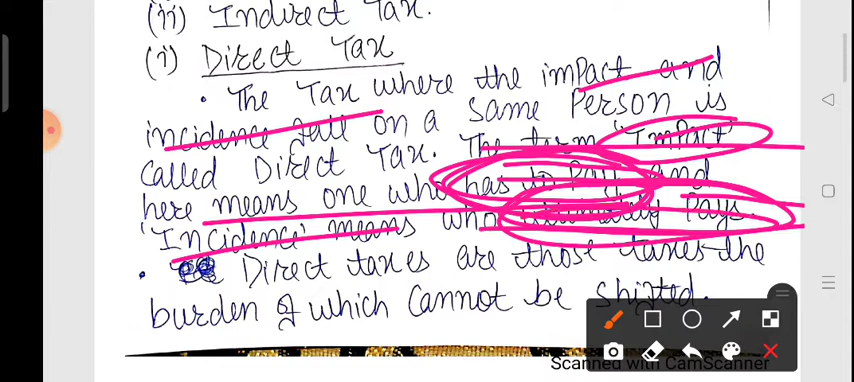 (ii) Indirect Tax.
(i) Direct Tax
• The Tax where the impact and
incidence fall on a same Person is
called Direct Tax. The term 'Impact'
here means one who has to Pay and
'Incidence' means who ultimately Pays.
• Direct taxes are those taxes the
burden of which cannot be shifted.
Scanned with CamScanner